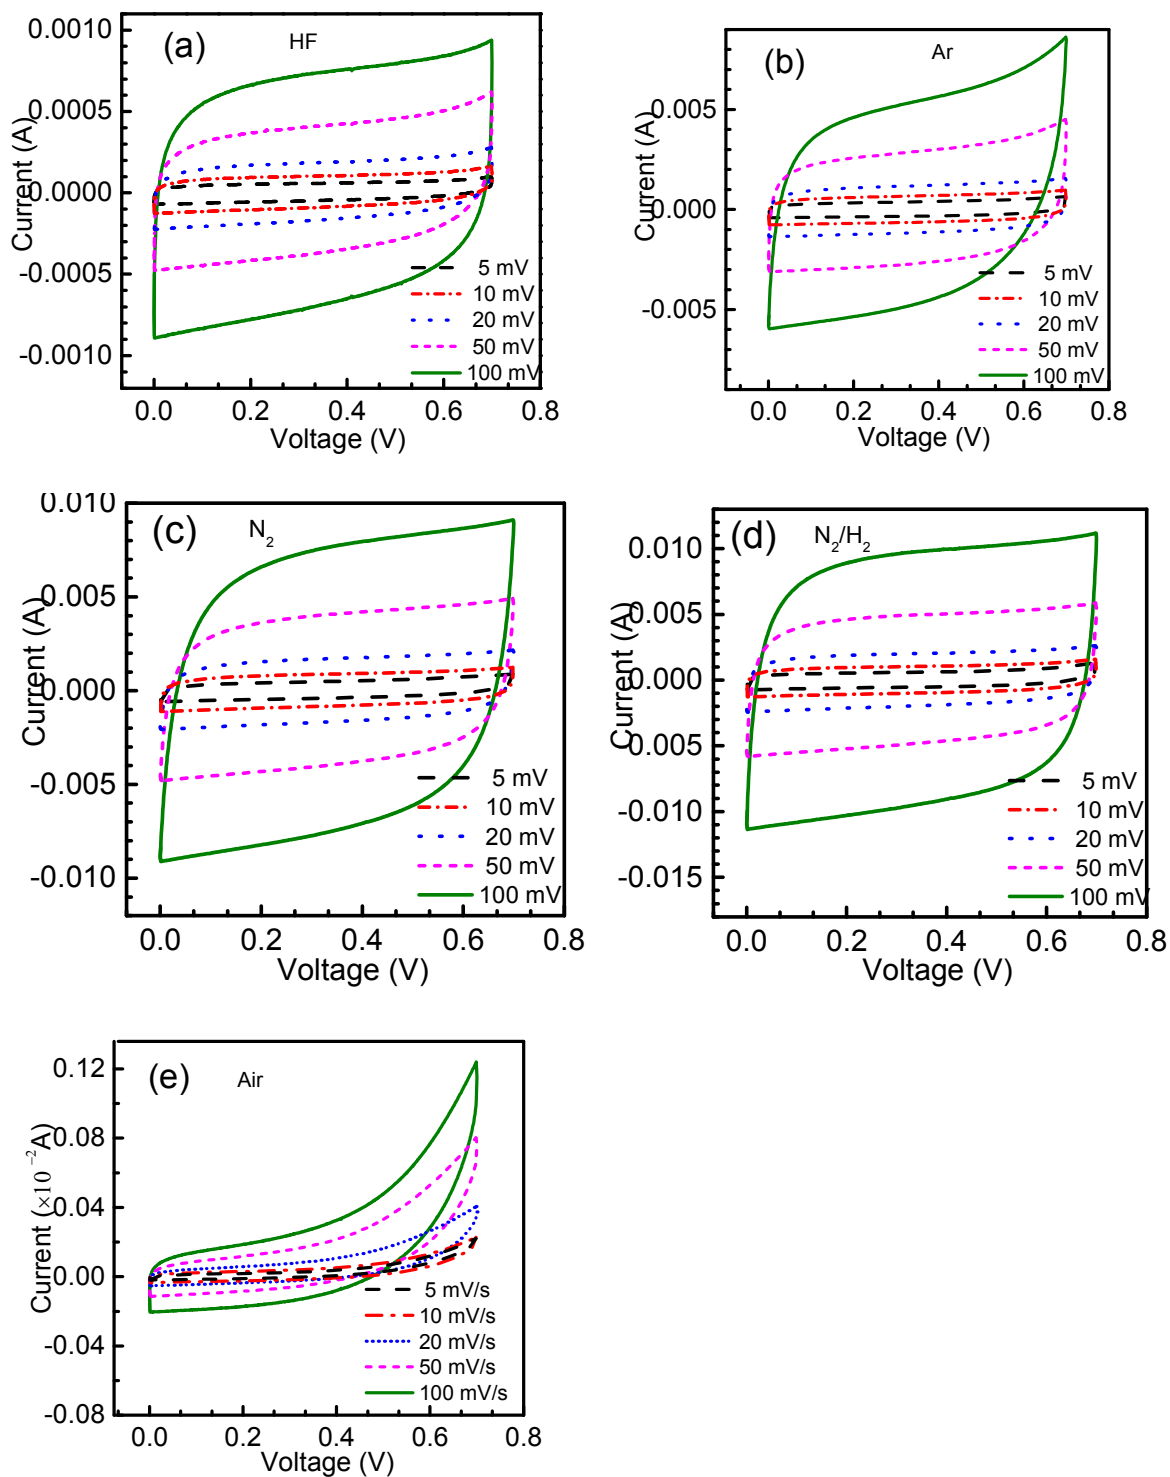 (a)
HF
0.0010
0.0005
0.0000
-0.0005
-0.0010
Current (A)
5 mV
10 mV
20 mV
50 mV
100 mV
0.0 0.2 0.4 0.6 0.8
Voltage (V)
(b)
Ar
0.005
0.000
-0.005
Current (A)
5 mV
10 mV
20 mV
50 mV
100 mV
0.0 0.2 0.4 0.6 0.8
Voltage (V)
(c)
N2
0.010
0.005
0.000
-0.005
-0.010
Current (A)
5 mV
10 mV
20 mV
50 mV
100 mV
0.0 0.2 0.4 0.6 0.8
Voltage (V)
(d)
N2/H2
0.010
0.005
0.000
-0.005
-0.010
-0.015
Current (A)
5 mV
10 mV
20 mV
50 mV
100 mV
0.0 0.2 0.4 0.6 0.8
Voltage (V)
(e)
Air
0.12
0.08
0.04
0.00
-0.04
-0.08
Current (×10⁻²A)
5 mV/s
10 mV/s
20 mV/s
50 mV/s
100 mV/s
0.0 0.2 0.4 0.6 0.8
Voltage (V)